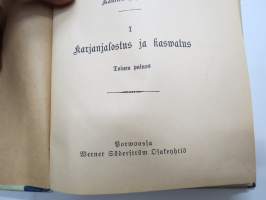 I
Karjanjalostus ja kaswatus
Toinen painos
Porwoossa
Werner Söderström Osakeyhtiö